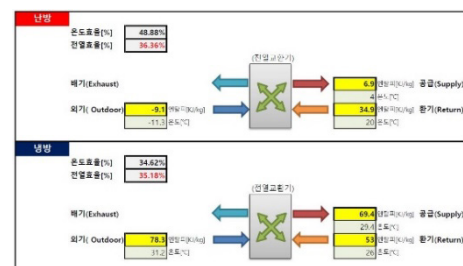 난방
온도효율[%] 48.88%
전열효율[%] 36.36%
(전열교환기)
배기(Exhaust) 6.9 엔탈피[KJ/kg] 공급(Supply)
4 온도[℃]
외기( Outdoor) -9.1 엔탈피[KJ/kg] 34.9 엔탈피[KJ/kg] 환기(Return)
-11.3 온도[℃] 20 온도[℃]
냉방
온도효율[%] 34.62%
전열효율[%] 35.18%
(전열교환기)
배기(Exhaust) 69.4 엔탈피[KJ/kg] 공급(Supply)
29.4 온도[℃]
외기( Outdoor) 78.3 엔탈피[KJ/kg] 53 엔탈피[KJ/kg] 환기(Return)
31.2 온도[℃] 26 온도[℃]